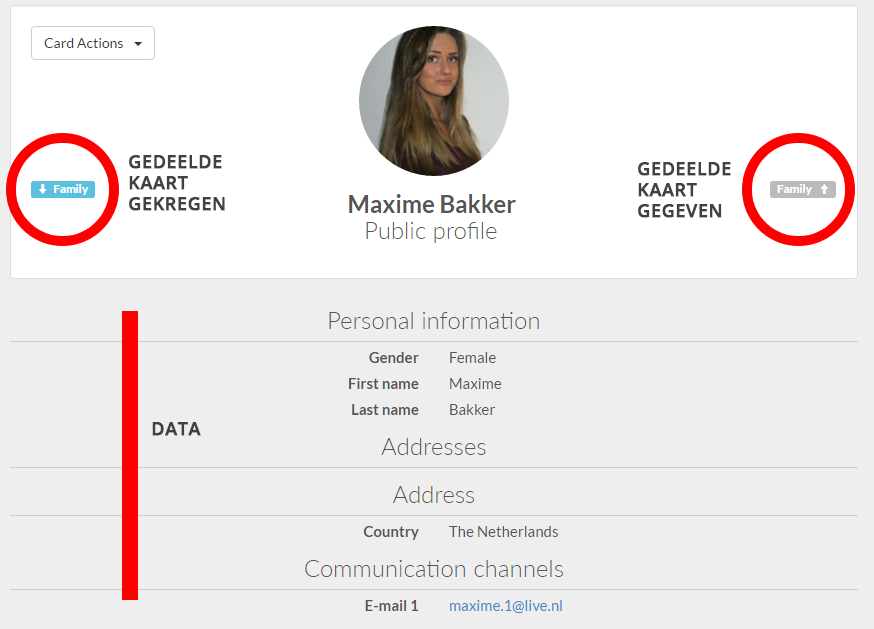 Card Actions
GEDEELDE
KAART
GEKREGEN
Family
GEDEELDE
KAART
GEGEVEN
Family
Maxime Bakker
Public profile
Personal information
Gender Female
First name Maxime
Last name Bakker
DATA
Addresses
Address
Country The Netherlands
Communication channels
E-mail 1 maxime.1@live.nl